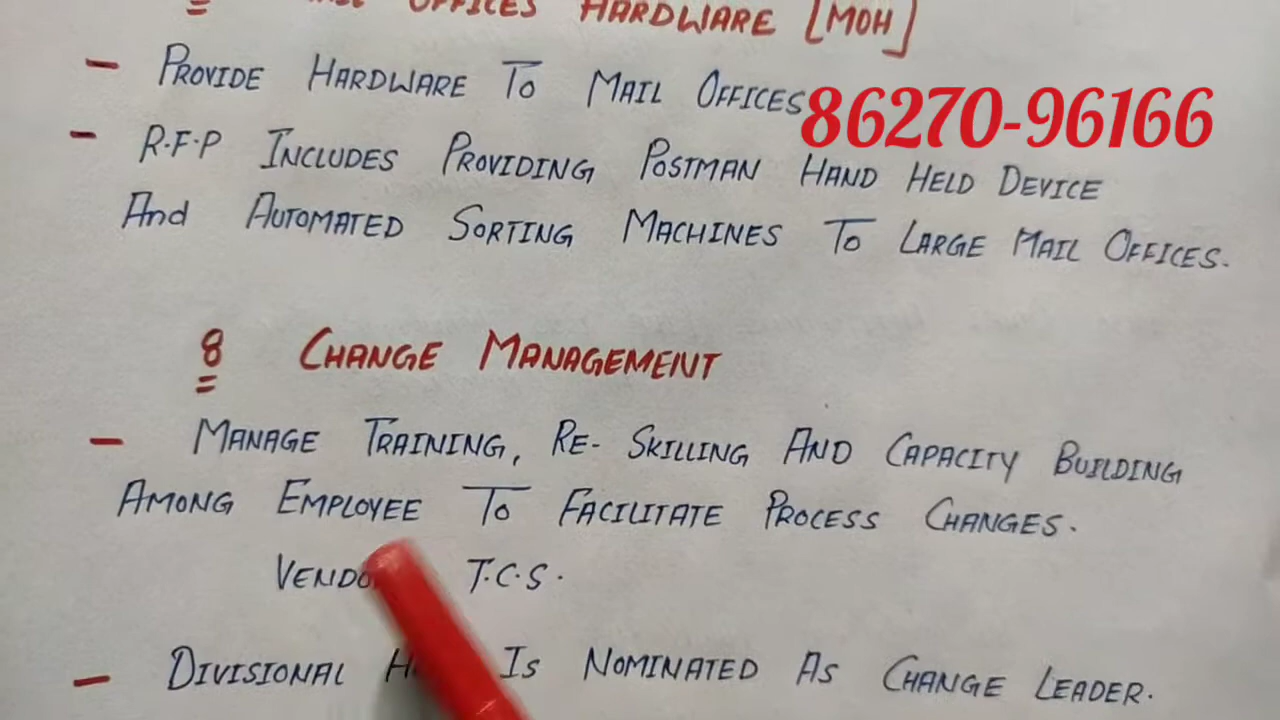 OFFICES HARDWARE [MOH]
- PROVIDE HARDWARE TO MAIL OFFICES
86270-96166
- R.F.P INCLUDES PROVIDING POSTMAN HAND HELD DEVICE
And AUTOMATED SORTING MACHINES TO LARGE MAIL OFFICES.
8 CHANGE MANAGEMENT
- MANAGE TRAINING, RE-SKILLING AND CAPACITY BUILDING
AMONG EMPLOYEE TO FACILITATE PROCESS CHANGES.
T.C.S.
- DIVISIONAL IS NOMINATED AS CHANGE LEADER.